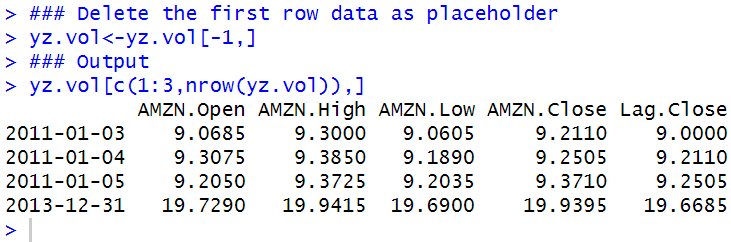 > ### Delete the first row data as placeholder
> yz.vol<-yz.vol[-1,]
> ### Output
> yz.vol[c(1:3,nrow(yz.vol)),]
           AMZN.Open AMZN.High AMZN.Low AMZN.Close Lag.Close
2011-01-03    9.0685    9.3000   9.0605     9.2110    9.0000
2011-01-04    9.3075    9.3850   9.1890     9.2505    9.2110
2011-01-05    9.2050    9.3725   9.2035     9.3710    9.2505
2013-12-31   19.7290   19.9415  19.6900    19.9395   19.6685
>